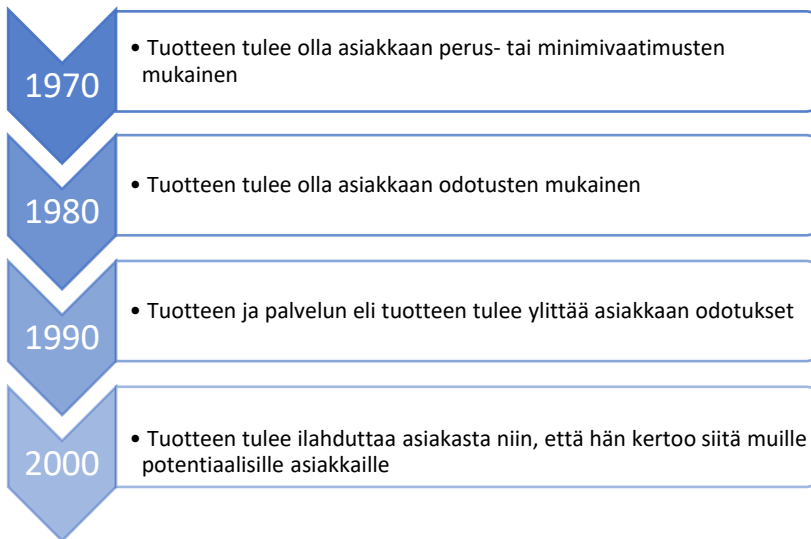 1970
• Tuotteen tulee olla asiakkaan perus- tai minimivaatimusten
mukainen
1980
• Tuotteen tulee olla asiakkaan odotusten mukainen
1990
• Tuotteen ja palvelun eli tuotteen tulee ylittää asiakkaan odotukset
2000
• Tuotteen tulee ilahduttaa asiakasta niin, että hän kertoo siitä muille
potentiaalisille asiakkaille